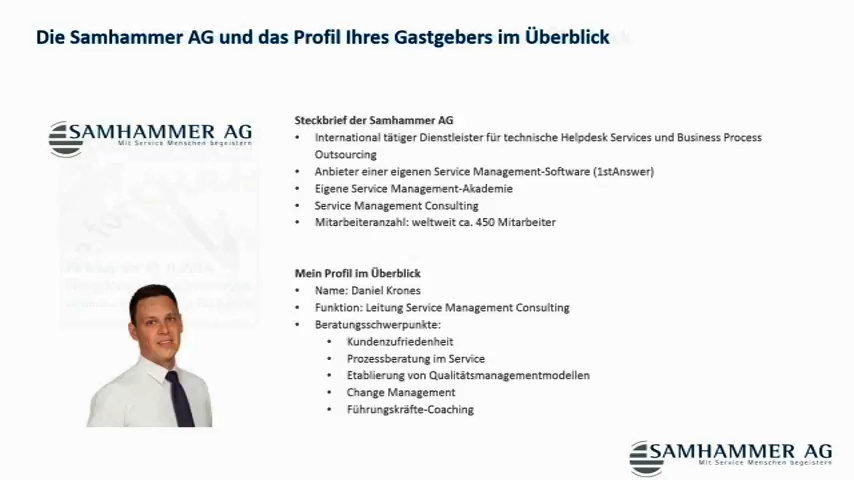 Die Samhammer AG und das Profil Ihres Gastgebers im Überblick
SAMHAMMER AG
Mit Service Menschen begeistern
Steckbrief der Samhammer AG
• International tätiger Dienstleister für technische Helpdesk Services und Business Process
Outsourcing
• Anbieter einer eigenen Service Management-Software (1stAnswer)
• Eigene Service Management-Akademie
• Service Management Consulting
• Mitarbeiteranzahl: weltweit ca. 450 Mitarbeiter
Mein Profil im Überblick
• Name: Daniel Krones
• Funktion: Leitung Service Management Consulting
• Beratungsschwerpunkte:
• Kundenzufriedenheit
• Prozessberatung im Service
• Etablierung von Qualitätsmanagementmodellen
• Change Management
• Führungskräfte-Coaching
SAMHAMMER AG
Mit Service Menschen begeistern